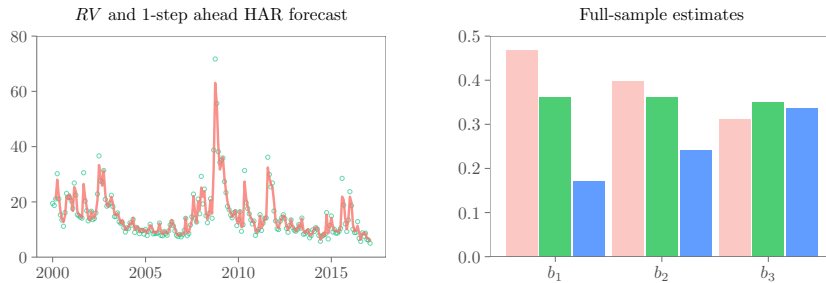 RV and 1-step ahead HAR forecast
80
60
40
20
0
2000 2005 2010 2015
Full-sample estimates
0.5
0.4
0.3
0.2
0.1
0.0
b₁ b₂ b₃